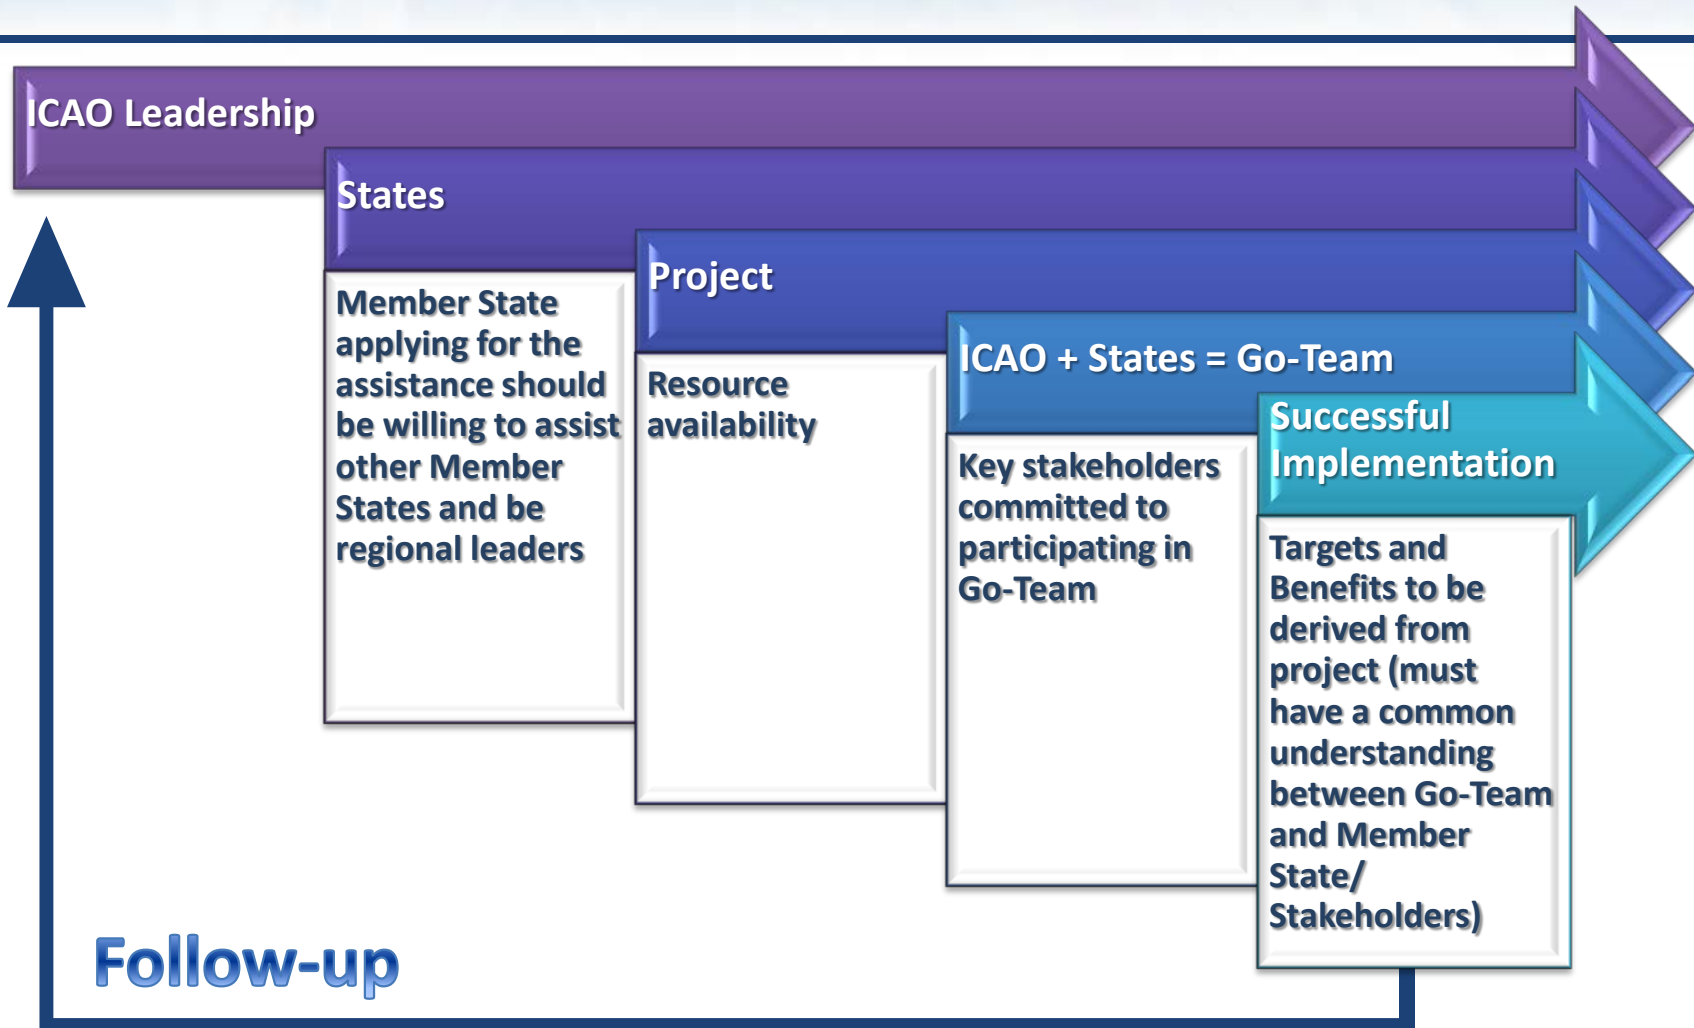 ICAO Leadership
States
Member State
applying for the
assistance should
be willing to assist
other Member
States and be
regional leaders
Project
Resource
availability
ICAO + States = Go-Team
Key stakeholders
committed to
participating in
Go-Team
Successful
Implementation
Targets and
Benefits to be
derived from
project (must
have a common
understanding
between Go-Team
and Member
State/
Stakeholders)
Follow-up